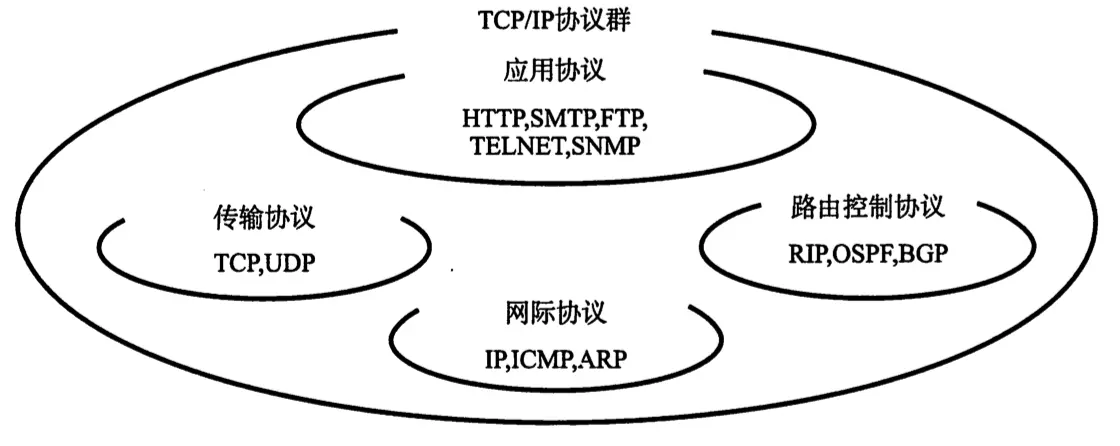 TCP/IP协议群
应用协议
HTTP,SMTP,FTP,
TELNET,SNMP
传输协议
TCP,UDP
路由控制协议
RIP,OSPF,BGP
网际协议
IP,ICMP,ARP